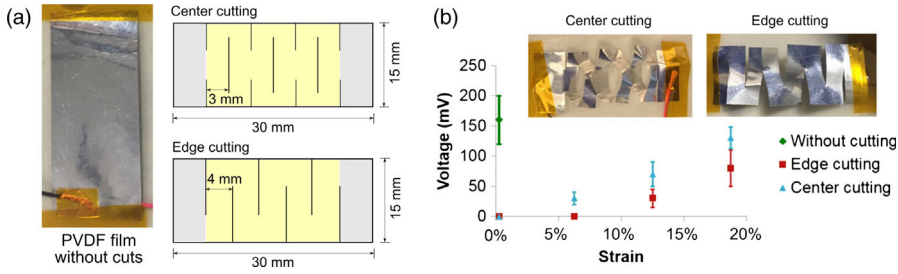 (a)
PVDF film
without cuts
Center cutting
3 mm
15 mm
30 mm
Edge cutting
4 mm
15 mm
30 mm
(b)
Center cutting
Edge cutting
Voltage (mV)
250
200
150
100
50
0
0%
5%
10%
15%
20%
Strain
Without cutting
Edge cutting
Center cutting